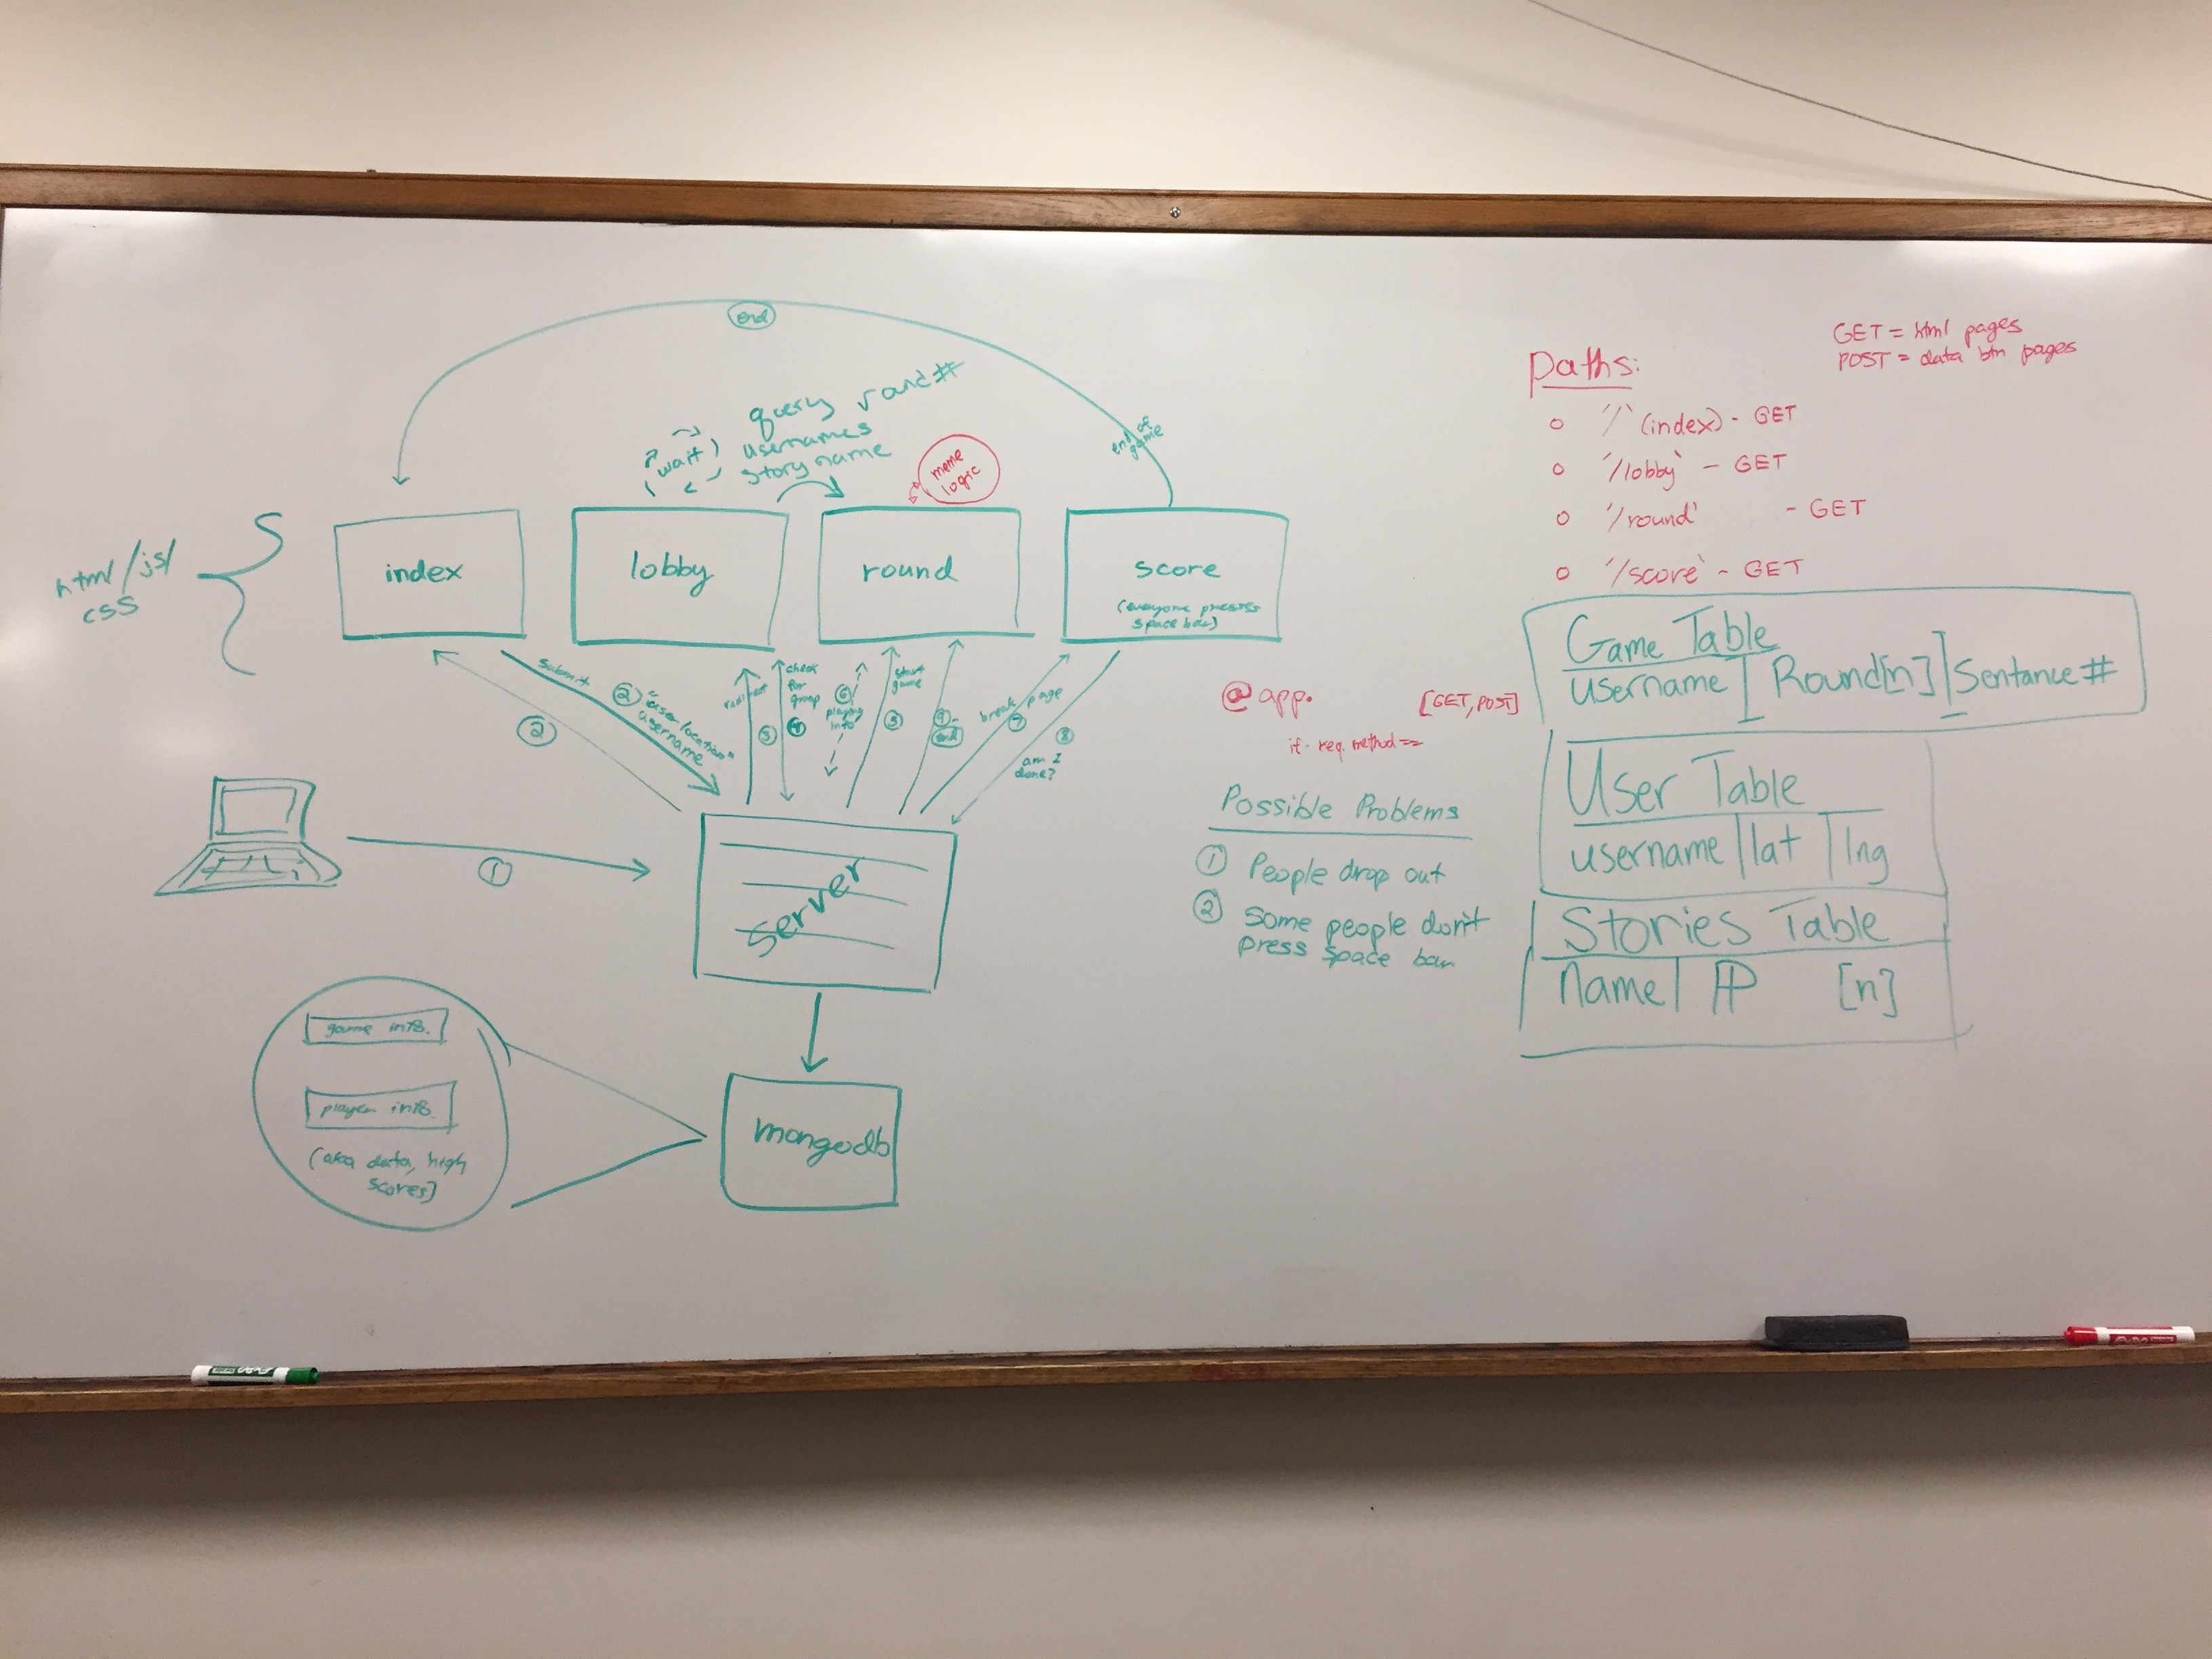 end
query round#
wait
usernames
story name
meme
logic
end of
game
html/js/
css
index
lobby
round
score
(everyone presses
space bar)
submit
② "user location"
username
②
redirect
③
check
for
group
④
⑥
playing
info
start
game
⑤
⑨
end
break page
⑦
⑧
am I
done?
①
server
mongodb
game info.
player info.
(aka data, high
scores)
GET = html pages
POST = data btn pages
paths:
'/' (index) - GET
'/lobby' - GET
'/round' - GET
'/score' - GET
@app. [GET, POST]
if req. method ==
Possible Problems
① People drop out
② Some people don't
press space bar
Game Table
username | Round[n] | Sentance #
User Table
username | lat | lng
Stories Table
name | [n]